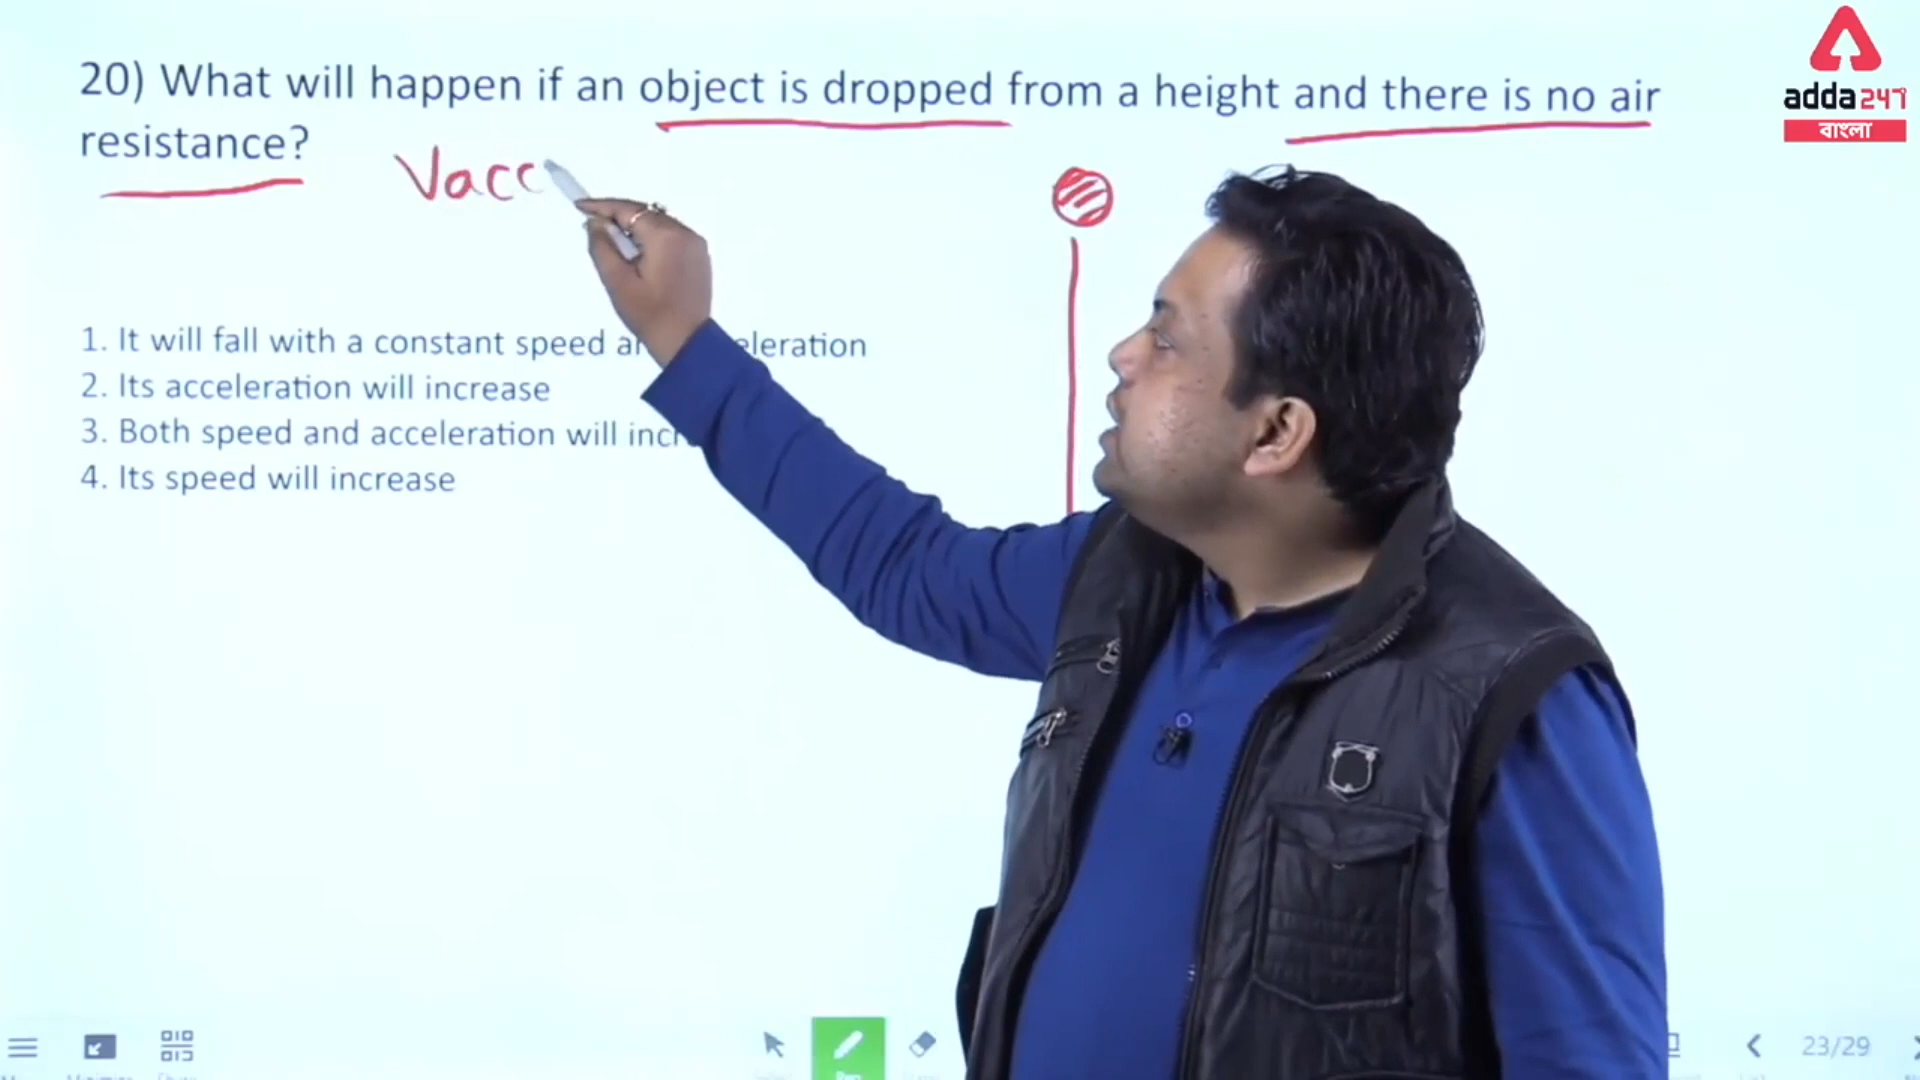 20) What will happen if an object is dropped from a height and there is no air
resistance?
Vacc
1. It will fall with a constant speed
eleration
2. Its acceleration will increase
3. Both speed and acceleration will
4. Its speed will increase
adda247
বাংলা
23/29